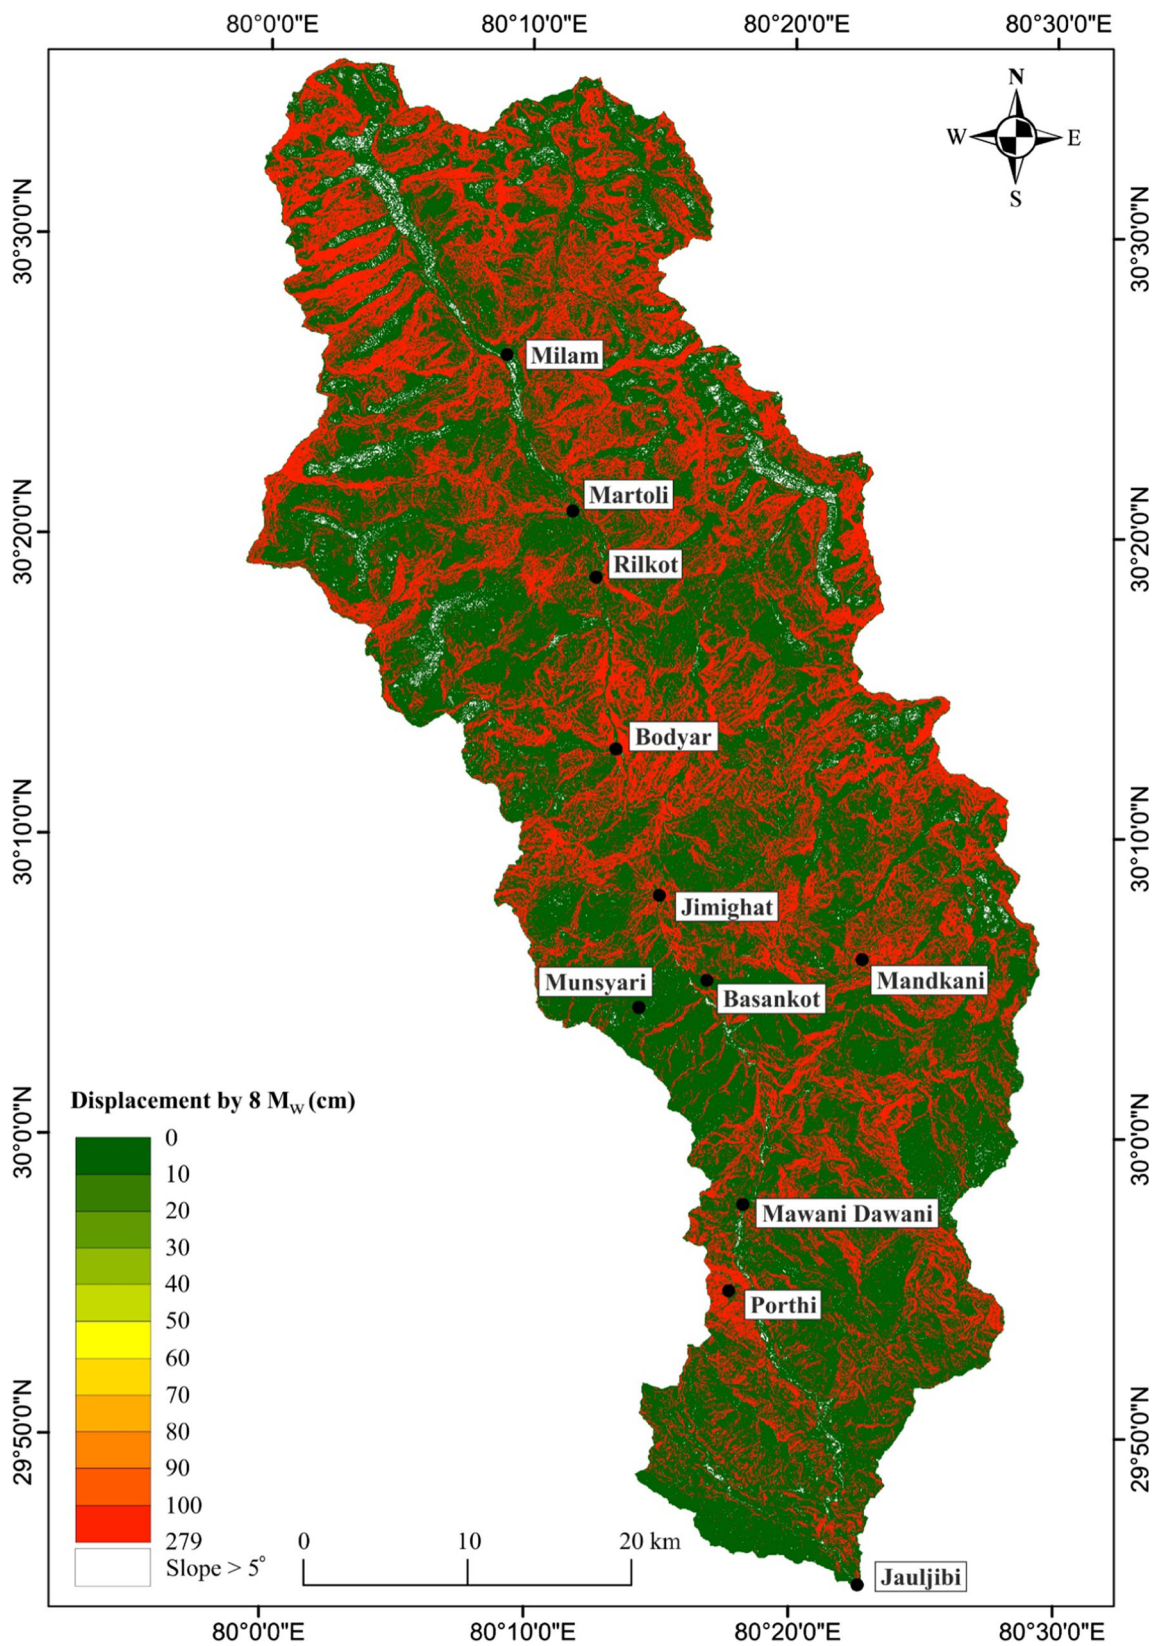 80°0'0"E 80°10'0"E 80°20'0"E 80°30'0"E
N
W E
S
30°30'0"N 30°30'0"N
Milam
Martoli
30°20'0"N 30°20'0"N
Rilkot
Bodyar
30°10'0"N 30°10'0"N
Jimighat
Munsyari
Mandkani
Basankot
Displacement by 8 Mw (cm)
30°0'0"N 30°0'0"N
0
10
20
30
40
50
60
70
80
90
100
279
Slope > 5°
Mawani Dawani
Porthi
29°50'0"N 29°50'0"N
0 10 20 km
Jauljibi
80°0'0"E 80°10'0"E 80°20'0"E 80°30'0"E